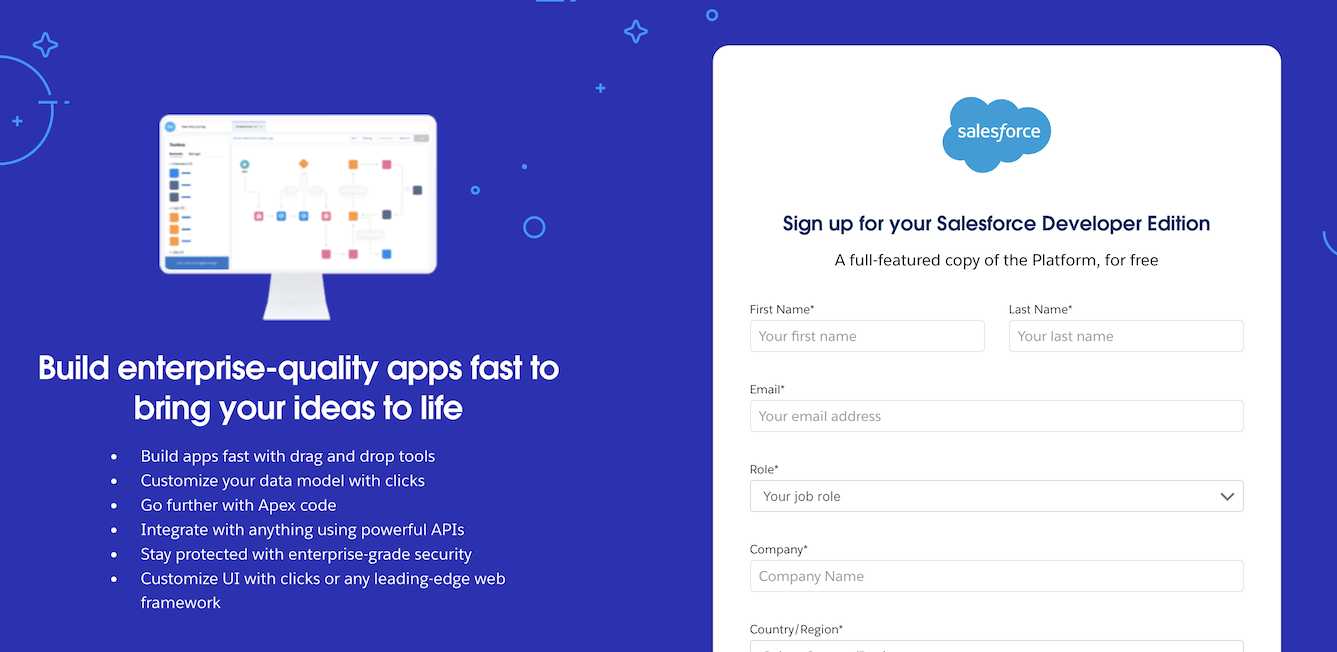 Build enterprise-quality apps fast to
bring your ideas to life
• Build apps fast with drag and drop tools
• Customize your data model with clicks
• Go further with Apex code
• Integrate with anything using powerful APIs
• Stay protected with enterprise-grade security
• Customize UI with clicks or any leading-edge web
framework
salesforce
Sign up for your Salesforce Developer Edition
A full-featured copy of the Platform, for free
First Name* Last Name*
Your first name Your last name
Email*
Your email address
Role*
Your job role
Company*
Company Name
Country/Region*